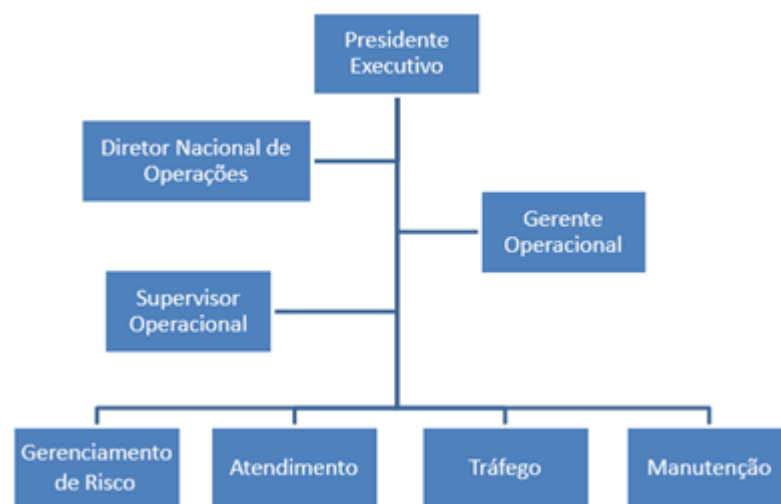 Presidente
Executivo
Diretor Nacional de
Operações
Gerente
Operacional
Supervisor
Operacional
Gerenciamento
de Risco
Atendimento
Tráfego
Manutenção